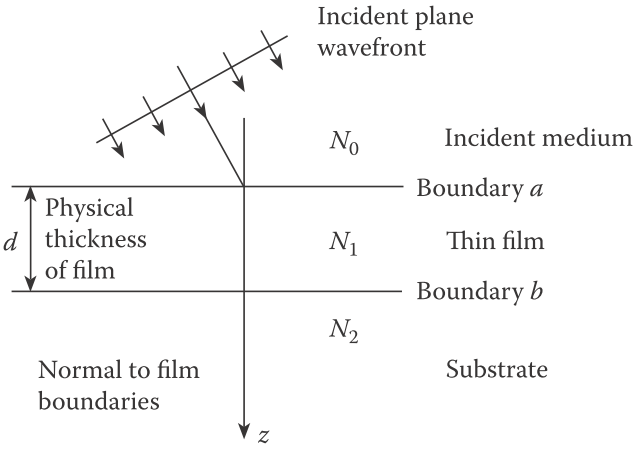 Incident plane
wavefront
N0
Incident medium
Boundary a
Physical
thickness
of film
d
N1
Thin film
Boundary b
N2
Normal to film
boundaries
Substrate
z